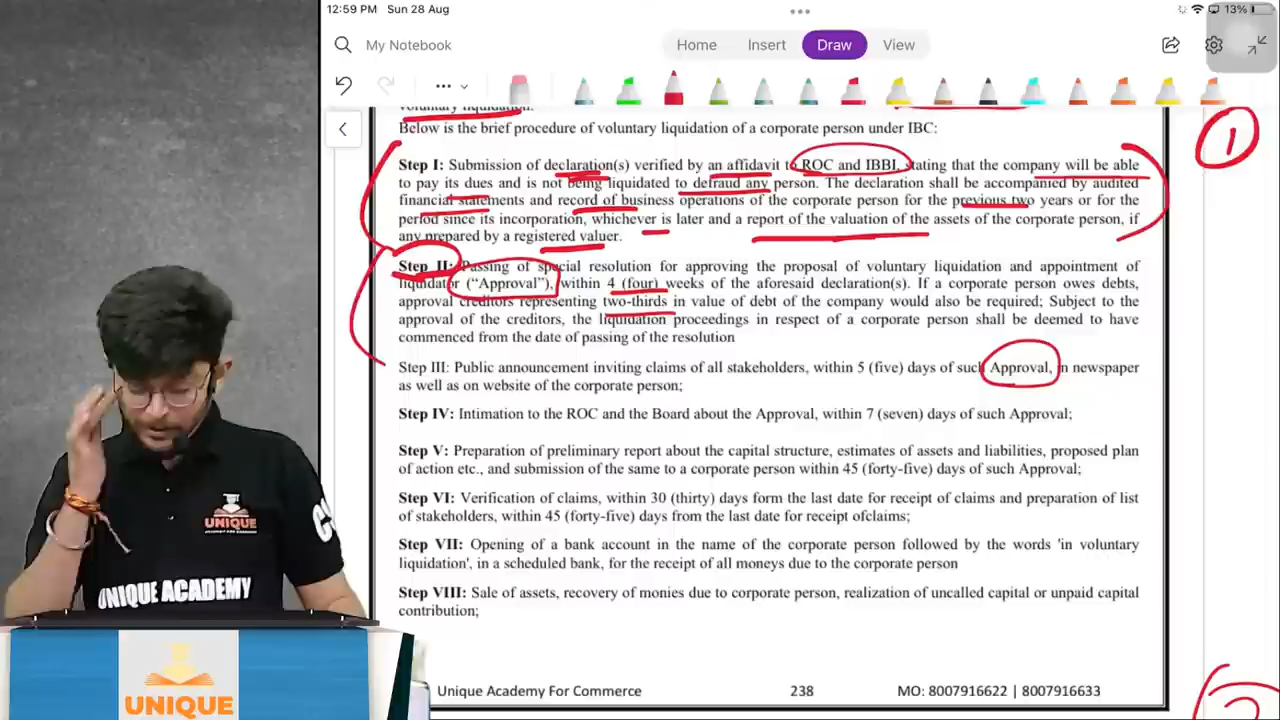 12:59 PM Sun 28 Aug
13%
My Notebook
Home Insert Draw View
voluntary liquidation.
Below is the brief procedure of voluntary liquidation of a corporate person under IBC:
Step I: Submission of declaration(s) verified by an affidavit to ROC and IBBI, stating that the company will be able
to pay its dues and is not being liquidated to defraud any person. The declaration shall be accompanied by audited
financial statements and record of business operations of the corporate person for the previous two years or for the
period since its incorporation, whichever is later and a report of the valuation of the assets of the corporate person, if
any prepared by a registered valuer.
Step II: Passing of special resolution for approving the proposal of voluntary liquidation and appointment of
liquidator (“Approval”), within 4 (four) weeks of the aforesaid declaration(s). If a corporate person owes debts,
approval creditors representing two-thirds in value of debt of the company would also be required; Subject to the
approval of the creditors, the liquidation proceedings in respect of a corporate person shall be deemed to have
commenced from the date of passing of the resolution
Step III: Public announcement inviting claims of all stakeholders, within 5 (five) days of such Approval, in newspaper
as well as on website of the corporate person;
Step IV: Intimation to the ROC and the Board about the Approval, within 7 (seven) days of such Approval;
Step V: Preparation of preliminary report about the capital structure, estimates of assets and liabilities, proposed plan
of action etc., and submission of the same to a corporate person within 45 (forty-five) days of such Approval;
Step VI: Verification of claims, within 30 (thirty) days form the last date for receipt of claims and preparation of list
of stakeholders, within 45 (forty-five) days from the last date for receipt ofclaims;
Step VII: Opening of a bank account in the name of the corporate person followed by the words 'in voluntary
liquidation', in a scheduled bank, for the receipt of all moneys due to the corporate person
Step VIII: Sale of assets, recovery of monies due to corporate person, realization of uncalled capital or unpaid capital
contribution;
Unique Academy For Commerce 238 MO: 8007916622 | 8007916633
1
2
UNIQUE
ACADEMY FOR COMMERCE
UNIQUE ACADEMY
CS
UNIQUE